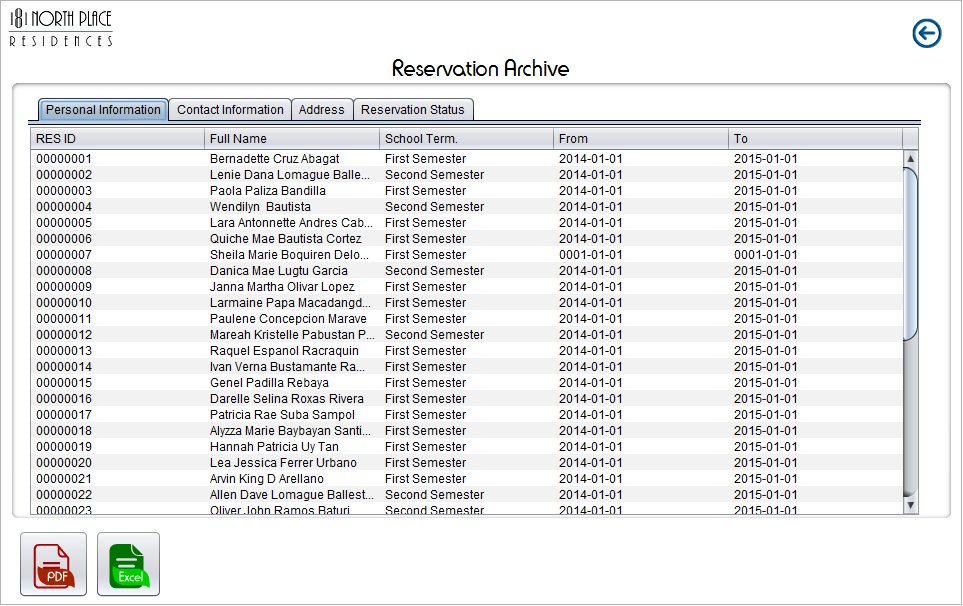 181 NORTH PLACE
RESIDENCES
Reservation Archive
Personal Information Contact Information Address Reservation Status
RES ID Full Name School Term. From To
00000001 Bernadette Cruz Abagat First Semester 2014-01-01 2015-01-01
00000002 Lenie Dana Lomague Balle... Second Semester 2014-01-01 2015-01-01
00000003 Paola Paliza Bandilla First Semester 2014-01-01 2015-01-01
00000004 Wendilyn Bautista Second Semester 2014-01-01 2015-01-01
00000005 Lara Antonnette Andres Cab... First Semester 2014-01-01 2015-01-01
00000006 Quiche Mae Bautista Cortez First Semester 2014-01-01 2015-01-01
00000007 Sheila Marie Boquiren Delo... First Semester 0001-01-01 0001-01-01
00000008 Danica Mae Lugtu Garcia Second Semester 2014-01-01 2015-01-01
00000009 Janna Martha Olivar Lopez First Semester 2014-01-01 2015-01-01
00000010 Larmaine Papa Macadangd... First Semester 2014-01-01 2015-01-01
00000011 Paulene Concepcion Marave First Semester 2014-01-01 2015-01-01
00000012 Mareah Kristelle Pabustan P... Second Semester 2014-01-01 2015-01-01
00000013 Raquel Espanol Racraquin First Semester 2014-01-01 2015-01-01
00000014 Ivan Verna Bustamante Ra... First Semester 2014-01-01 2015-01-01
00000015 Genel Padilla Rebaya First Semester 2014-01-01 2015-01-01
00000016 Darelle Selina Roxas Rivera First Semester 2014-01-01 2015-01-01
00000017 Patricia Rae Suba Sampol First Semester 2014-01-01 2015-01-01
00000018 Alyzza Marie Baybayan Santi... First Semester 2014-01-01 2015-01-01
00000019 Hannah Patricia Uy Tan First Semester 2014-01-01 2015-01-01
00000020 Lea Jessica Ferrer Urbano First Semester 2014-01-01 2015-01-01
00000021 Arvin King D Arellano First Semester 2014-01-01 2015-01-01
00000022 Allen Dave Lomague Ballest... Second Semester 2014-01-01 2015-01-01
00000023 Oliver John Ramos Baturi Second Semester 2014-01-01 2015-01-01
PDF Excel